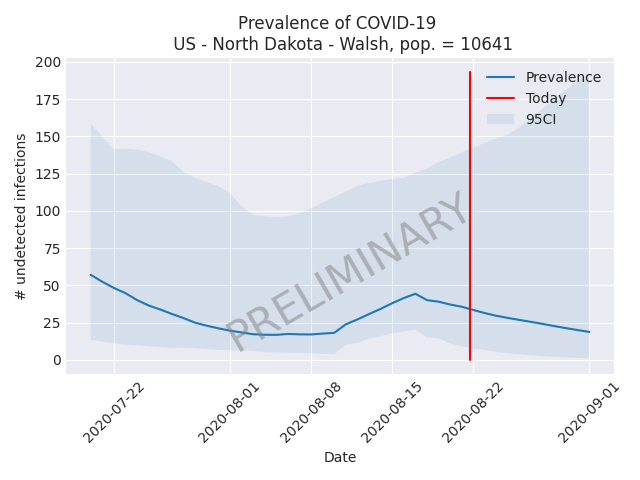 Prevalence of COVID-19
US - North Dakota - Walsh, pop. = 10641
200
175
150
125
100
75
50
25
0
# undetected infections
Prevalence
Today
95CI
PRELIMINARY
2020-07-22
2020-08-01
2020-08-08
2020-08-15
2020-08-22
2020-09-01
Date